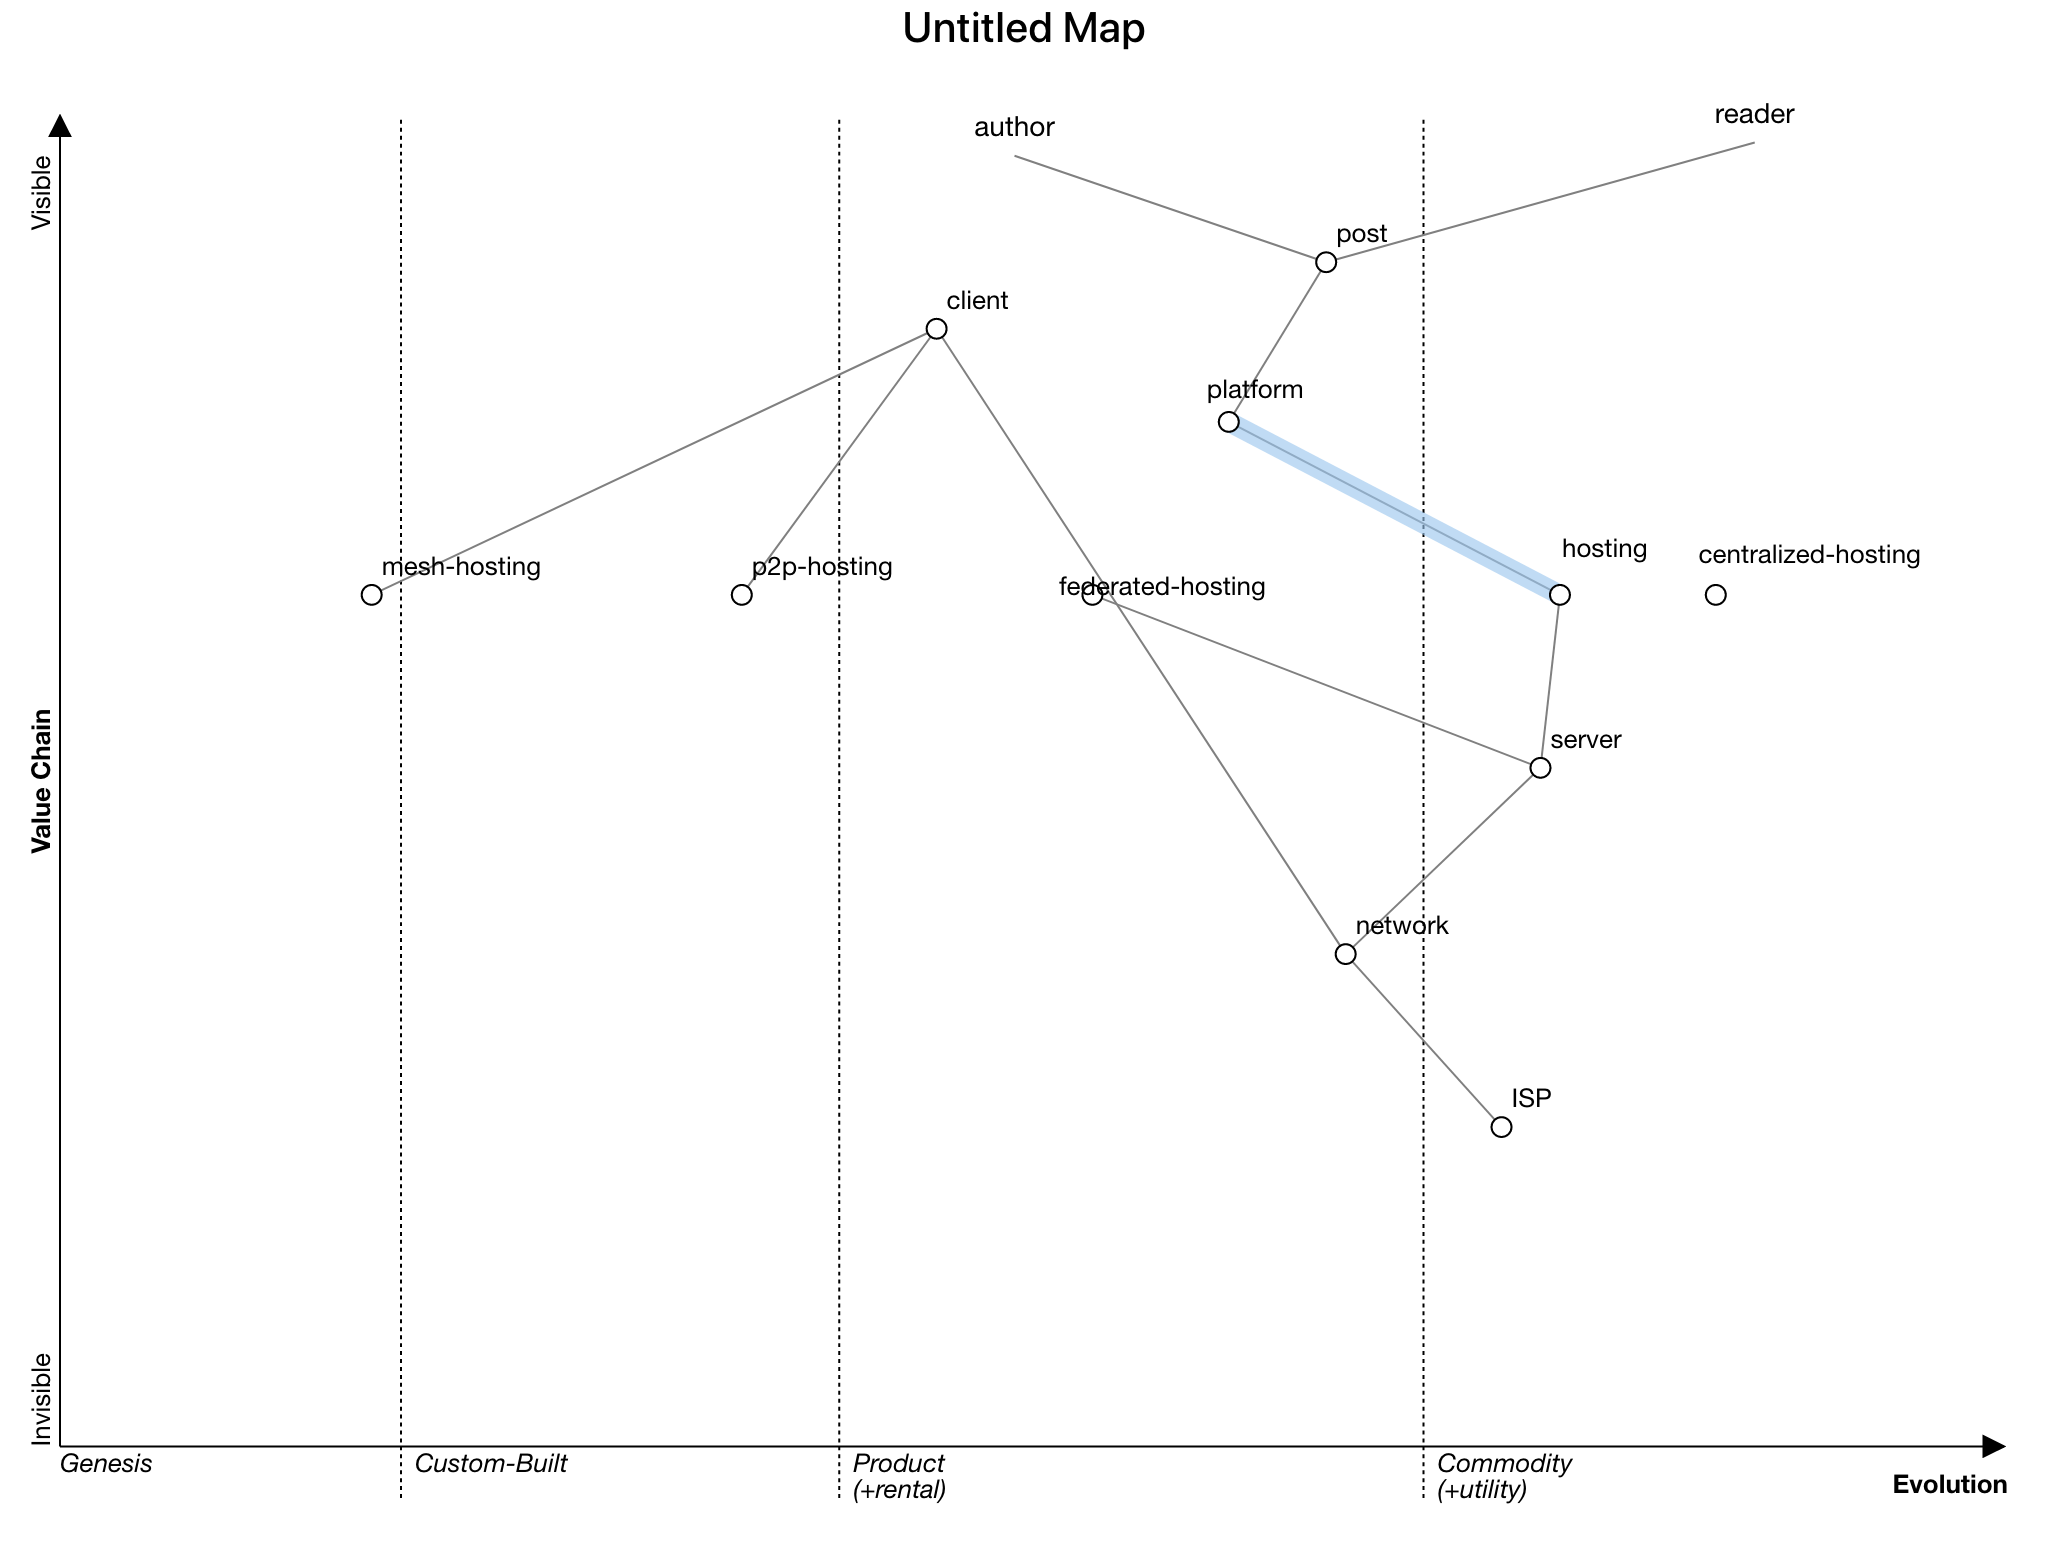 Untitled Map
reader
author
Visible
post
client
platform
hosting
centralized-hosting
mesh-hosting
p2p-hosting
federated-hosting
Value Chain
server
network
ISP
Invisible
Genesis
Custom-Built
Product
(+rental)
Commodity
(+utility)
Evolution